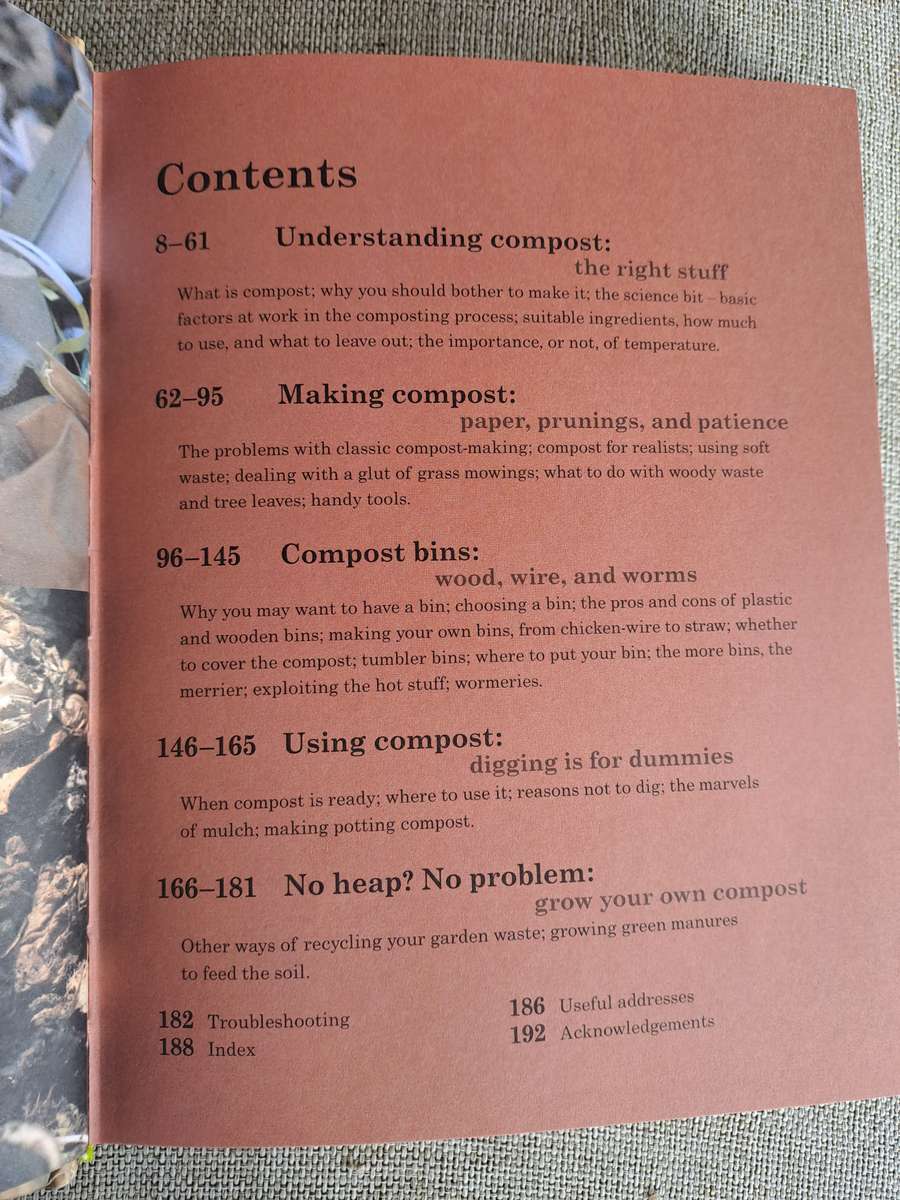 Contents
8–61 Understanding compost:
the right stuff
What is compost; why you should bother to make it; the science bit – basic
factors at work in the composting process; suitable ingredients, how much
to use, and what to leave out; the importance, or not, of temperature.
62–95 Making compost:
paper, prunings, and patience
The problems with classic compost-making; compost for realists; using soft
waste; dealing with a glut of grass mowings; what to do with woody waste
and tree leaves; handy tools.
96–145 Compost bins:
wood, wire, and worms
Why you may want to have a bin; choosing a bin; the pros and cons of plastic
and wooden bins; making your own bins, from chicken-wire to straw; whether
to cover the compost; tumbler bins; where to put your bin; the more bins, the
merrier; exploiting the hot stuff; wormeries.
146–165 Using compost:
digging is for dummies
When compost is ready; where to use it; reasons not to dig; the marvels
of mulch; making potting compost.
166–181 No heap? No problem:
grow your own compost
Other ways of recycling your garden waste; growing green manures
to feed the soil.
182 Troubleshooting
188 Index
186 Useful addresses
192 Acknowledgements